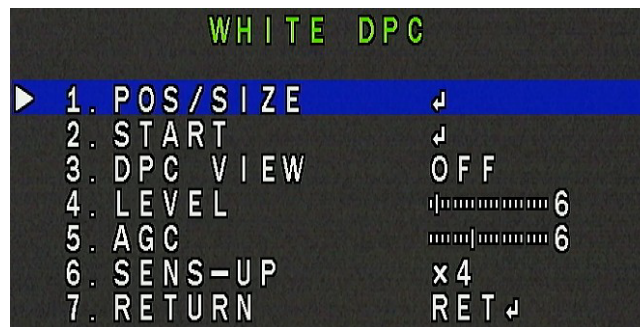 WHITE DPC
1. POS/SIZE ↲
2. START ↲
3. DPC VIEW OFF
4. LEVEL 6
5. AGC 6
6. SENS-UP ×4
7. RETURN RET↲